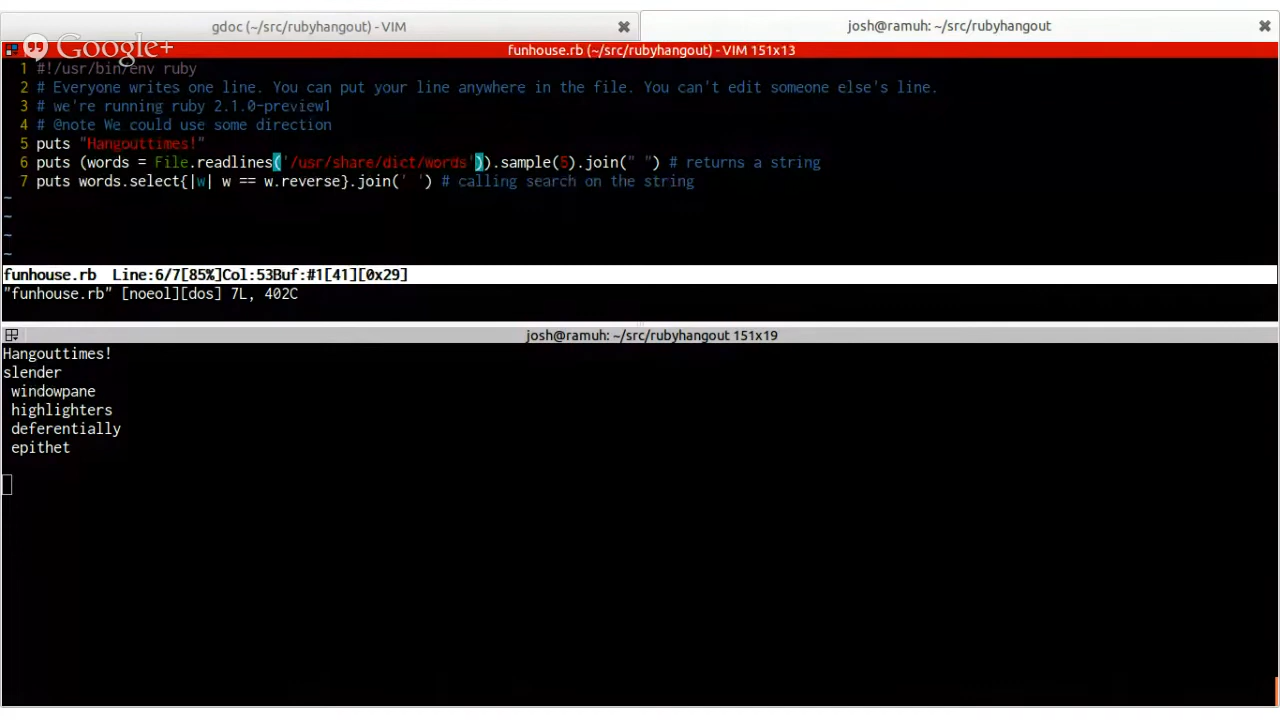 gdoc (~/src/rubyhangout) - VIM
josh@ramuh: ~/src/rubyhangout
Google+
funhouse.rb (~/src/rubyhangout) - VIM 151x13
1 #!/usr/bin/env ruby
2 # Everyone writes one line. You can put your line anywhere in the file. You can't edit someone else's line.
3 # we're running ruby 2.1.0-preview1
4 # @note We could use some direction
5 puts "Hangouttimes!"
6 puts (words = File.readlines('/usr/share/dict/words')).sample(5).join(" ") # returns a string
7 puts words.select{|w| w == w.reverse}.join(' ') # calling search on the string
~
~
~
~
funhouse.rb  Line:6/7[85%]Col:53Buf:#1[41][0x29]
"funhouse.rb" [noeol][dos] 7L, 402C
josh@ramuh: ~/src/rubyhangout 151x19
Hangouttimes!
slender
windowpane
highlighters
deferentially
epithet